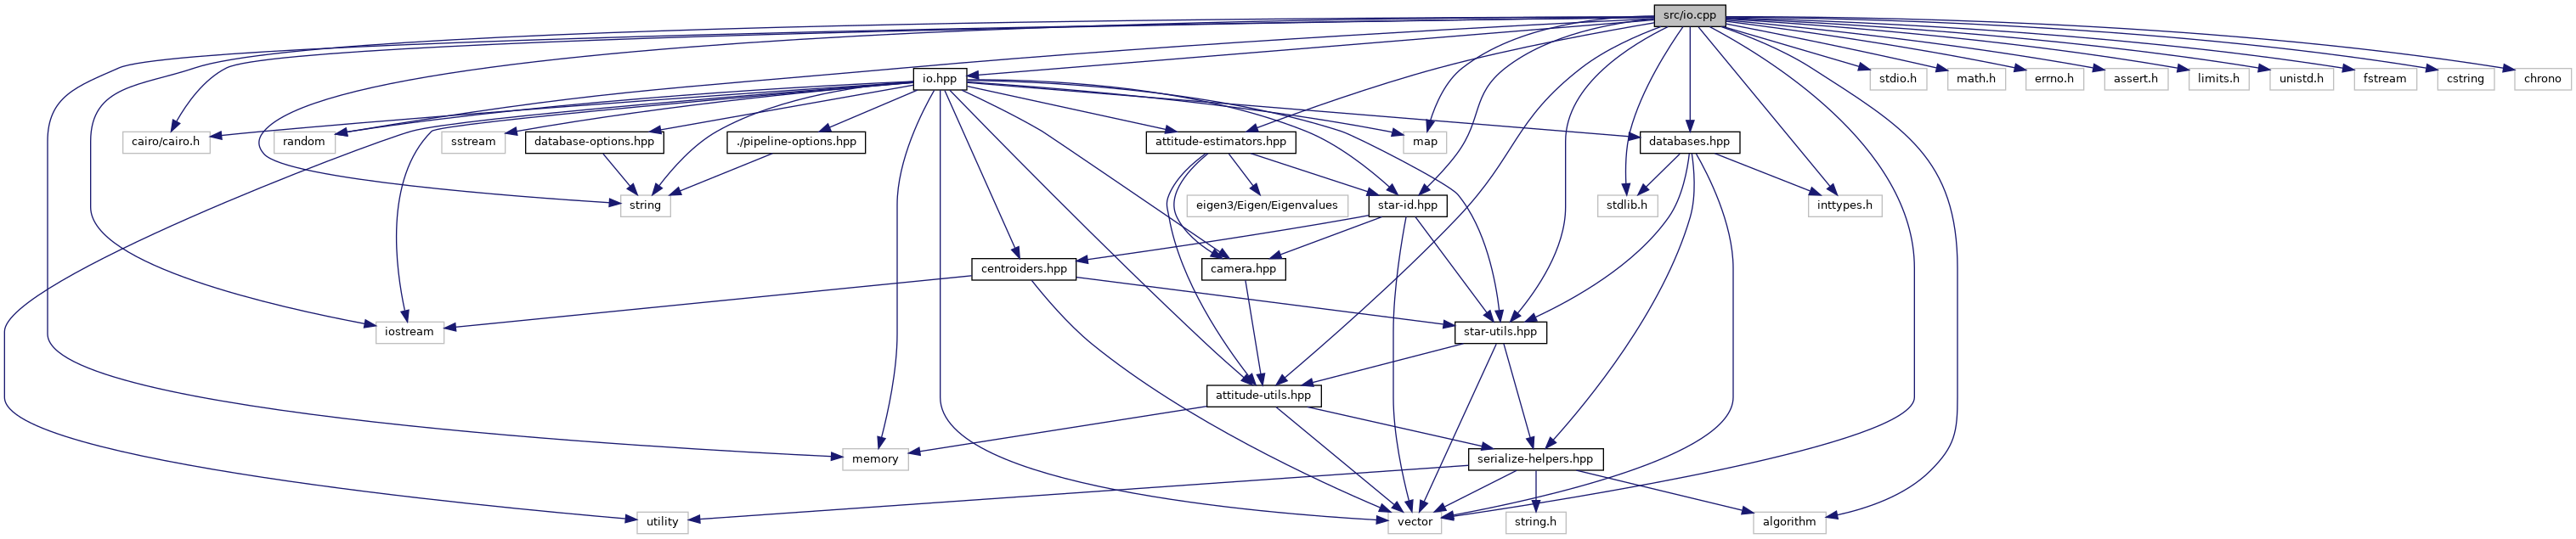 src/io.cpp
io.hpp
stdio.h
math.h
errno.h
assert.h
limits.h
unistd.h
fstream
cstring
chrono
cairo/cairo.h
random
sstream
database-options.hpp
./pipeline-options.hpp
attitude-estimators.hpp
map
databases.hpp
string
eigen3/Eigen/Eigenvalues
star-id.hpp
stdlib.h
inttypes.h
centroiders.hpp
camera.hpp
iostream
star-utils.hpp
attitude-utils.hpp
memory
serialize-helpers.hpp
utility
vector
string.h
algorithm